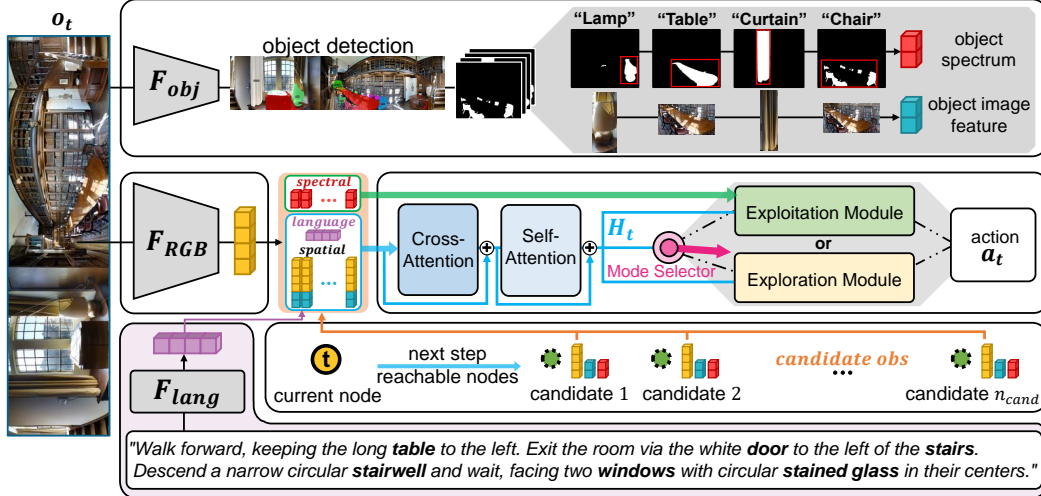 o_t
F_obj
object detection
“Lamp” “Table” “Curtain” “Chair”
object
spectrum
object image
feature
F_RGB
spectral
...
language
spatial
...
Cross-
Attention
Self-
Attention
H_t
Mode Selector
Exploitation Module
or
Exploration Module
action
a_t
F_lang
t
current node
next step
reachable nodes
candidate 1
candidate 2
candidate obs
...
candidate n_cand
"Walk forward, keeping the long table to the left. Exit the room via the white door to the left of the stairs.
Descend a narrow circular stairwell and wait, facing two windows with circular stained glass in their centers."